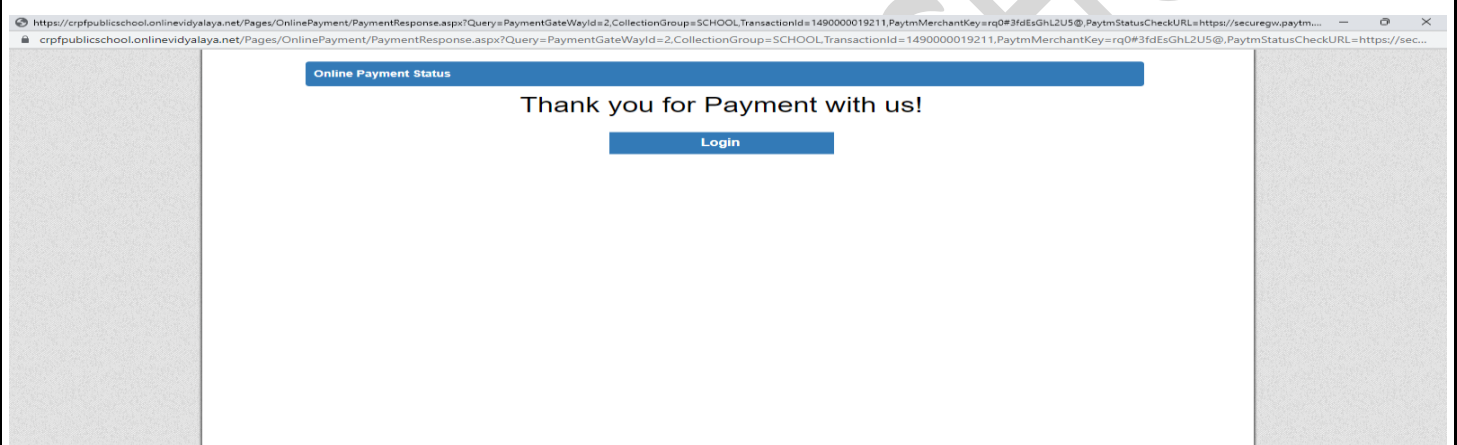 https://crpfpublicschool.onlinevidyalaya.net/Pages/OnlinePayment/PaymentResponse.aspx?Query=PaymentGateWayId=2,CollectionGroup=SCHOOL,TransactionId=1490000019211,PaytmMerchantKey=rq0#3fdEsGhL2U5@,PaytmStatusCheckURL=https://securegw.paytm....
crpfpublicschool.onlinevidyalaya.net/Pages/OnlinePayment/PaymentResponse.aspx?Query=PaymentGateWayId=2,CollectionGroup=SCHOOL,TransactionId=1490000019211,PaytmMerchantKey=rq0#3fdEsGhL2U5@,PaytmStatusCheckURL=https://sec...
Online Payment Status
Thank you for Payment with us!
Login